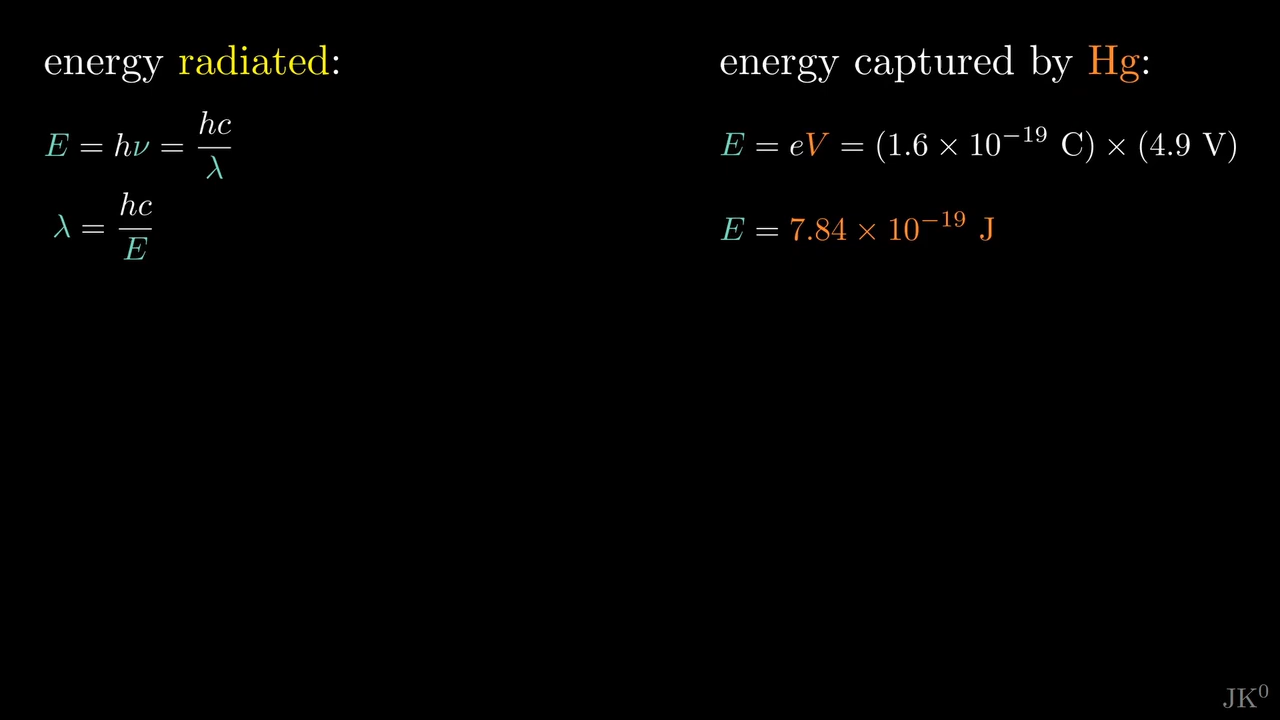 energy radiated:
E = hν = hc/λ
λ = hc/E
energy captured by Hg:
E = eV = (1.6 × 10⁻¹⁹ C) × (4.9 V)
E = 7.84 × 10⁻¹⁹ J
JK⁰